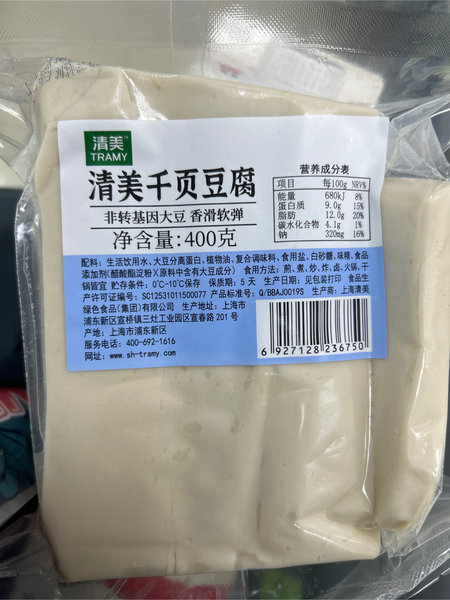 清美
TRAMY
清美千页豆腐
非转基因大豆 香滑软弹
净含量:400克
营养成分表
项目 每100g NRV%
能量 680kJ 8%
蛋白质 9.0g 15%
脂肪 12.0g 20%
碳水化合物 4.1g 1%
钠 320mg 16%
配料: 生活饮用水、大豆分离蛋白、植物油、复合调味料、食用盐、白砂糖、味精、食品
添加剂(醋酸酯淀粉)(原料中含有大豆成分) 食用方法: 煎、煮、炒、炸、卤、火锅、干
锅皆宜 贮存条件: 0℃-10℃保存 保质期: 5 天 生产日期: 见包装打印 食品生
产许可证编号: SC12531011500077 产品标准号: Q/BBAJ0019S 生产商: 上海清美
绿色食品(集团)有限公司 生产地址: 上海市
浦东新区宣桥镇三灶工业园区宣春路 201 号
产地: 上海市浦东新区
服务电话: 400-692-1616
网址: www.sh-tramy.com
6 927128 236750